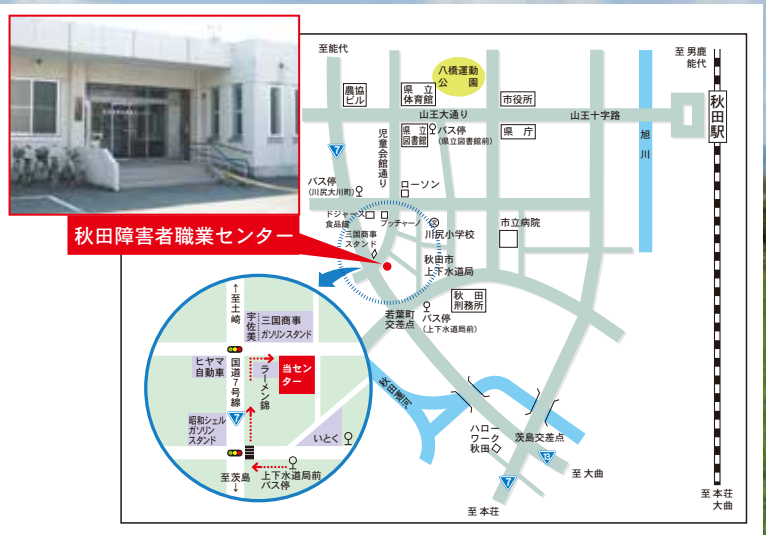 秋田障害者職業センター
至能代
八橋運動
公園
至 男鹿
能代
農協
ビル
県 立
体育館
市役所
山王大通り
山王十字路
秋田駅
旭川
児童会館通り
県 立
図書館
バス停
(県立図書館前)
県 庁
7
バス停
(川尻大川町)
ローソン
ドジャース
食品館
プッチャーノ
文
川尻小学校
市立病院
三国商事
スタンド
秋田市
上下水道局
秋 田
刑務所
若葉町
交差点
バス停
(上下水道局前)
秋田運河
ハロー
ワーク
秋田
茨島交差点
13
至 大曲
7
至 本荘
至 本荘
大曲
↑至土崎
宇佐美
三国商事
ガソリンスタンド
ヒヤマ
自動車
国道7号線
ラーメン錦
当セン
ター
7
昭和シェル
ガソリン
スタンド
いとく
至茨島↓
上下水道局前
バス停